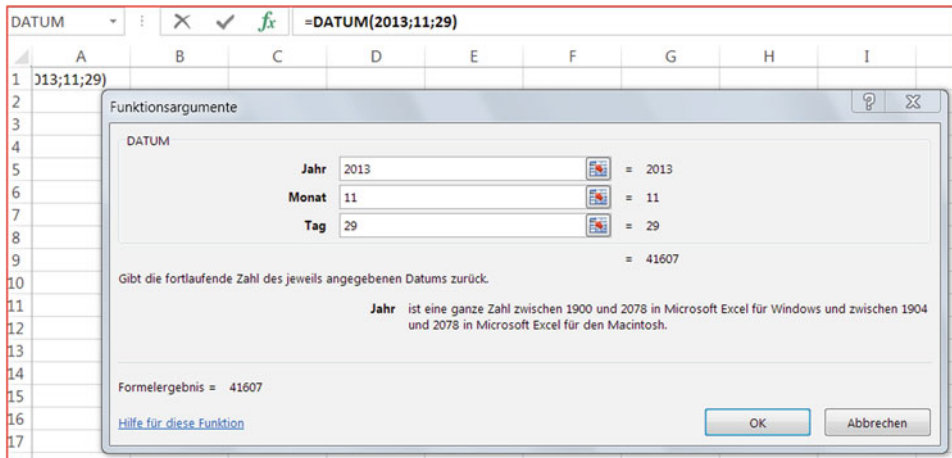 DATUM =DATUM(2013;11;29)
A B C D E F G H I
1 013;11;29)
2
Funktionsargumente
3
4 DATUM
5 Jahr 2013 = 2013
6 Monat 11 = 11
7 Tag 29 = 29
8
9 = 41607
10 Gibt die fortlaufende Zahl des jeweils angegebenen Datums zurück.
11 Jahr ist eine ganze Zahl zwischen 1900 und 2078 in Microsoft Excel für Windows und zwischen 1904
12 und 2078 in Microsoft Excel für den Macintosh.
13
14
Formelergebnis = 41607
15
16 Hilfe für diese Funktion OK Abbrechen
17